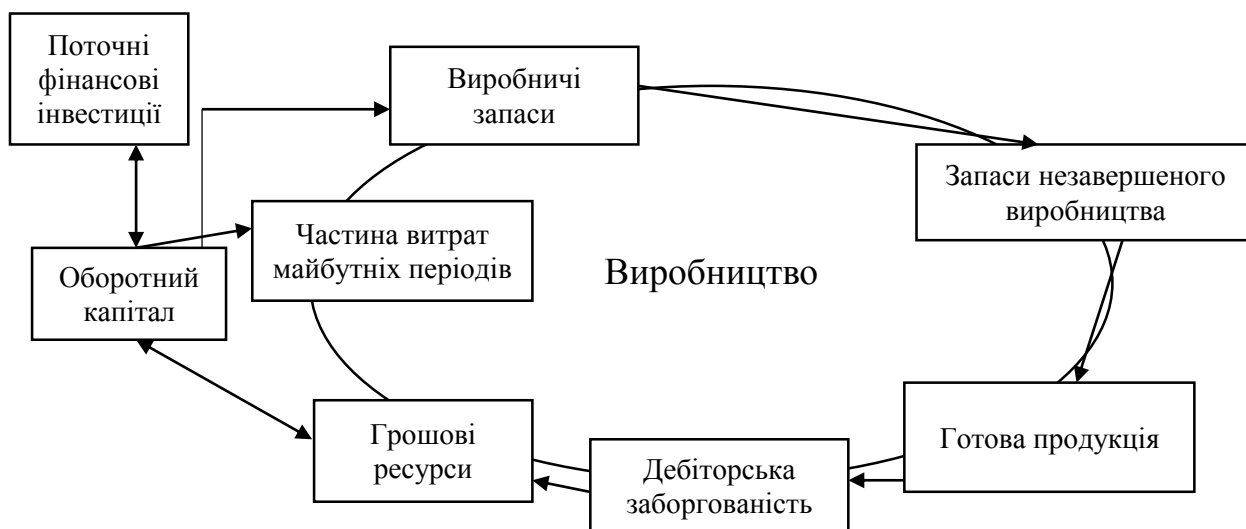 Поточні
фінансові
інвестиції
Виробничі
запаси
Запаси незавершеного
виробництва
Частина витрат
майбутніх періодів
Виробництво
Оборотний
капітал
Грошові
ресурси
Дебіторська
заборгованість
Готова продукція